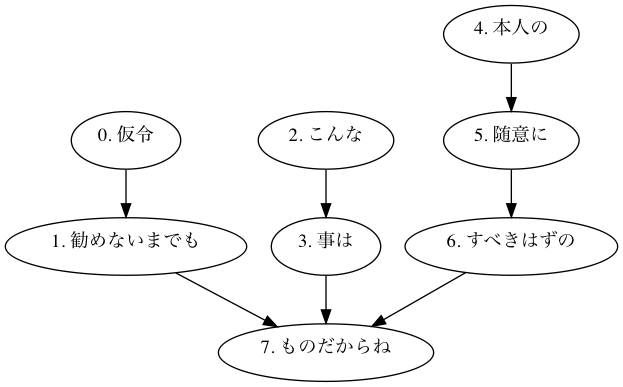 4. 本人の
0. 仮令
2. こんな
5. 随意に
1. 勧めないまでも
3. 事は
6. すべきはずの
7. ものだからね